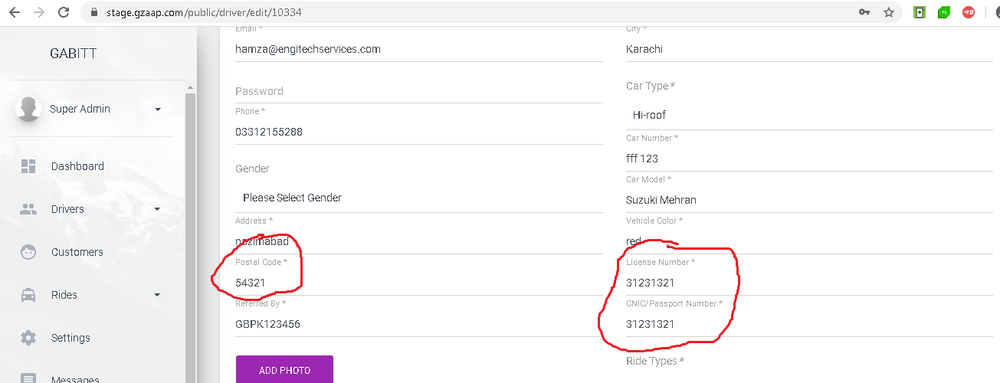 stage.gzaap.com/public/driver/edit/10334
GABITT
Super Admin
Dashboard
Drivers
Customers
Rides
Settings
Messages
Email *
hamza@engitechservices.com
Password
Phone *
03312155288
Gender
Please Select Gender
Address *
nazimabad
Postal Code *
54321
Referred By *
GBPK123456
ADD PHOTO
City *
Karachi
Car Type *
Hi-roof
Car Number *
fff 123
Car Model *
Suzuki Mehran
Vehicle Color *
red
License Number *
31231321
CNIC/Passport Number *
31231321
Ride Types *